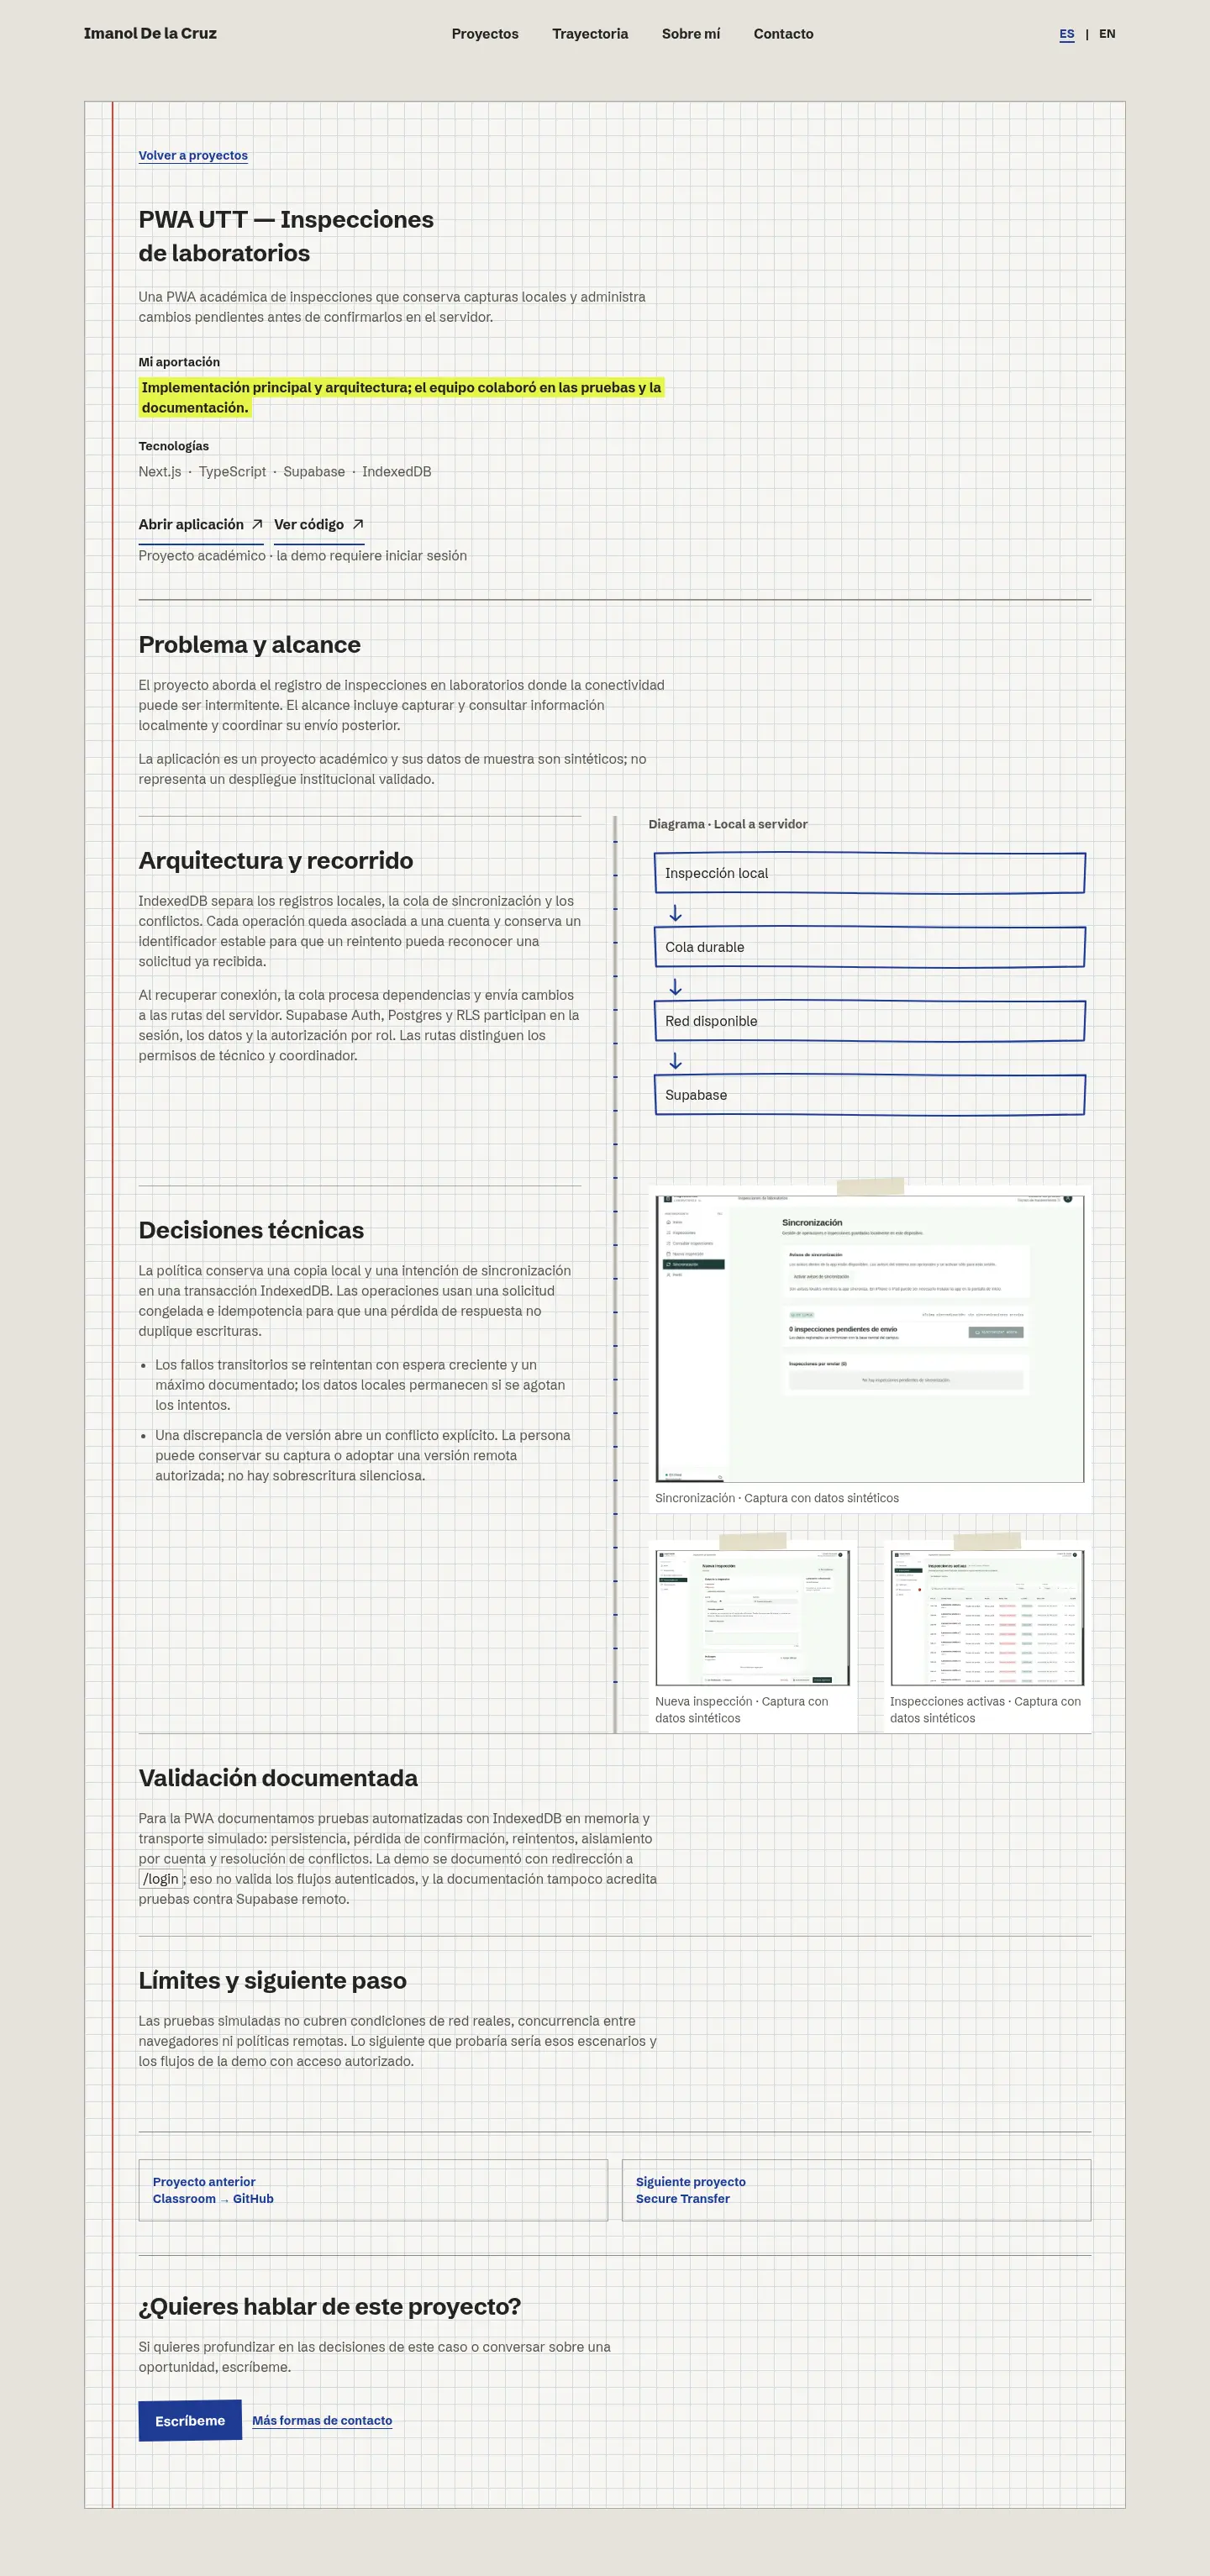 Imanol De la Cruz
Proyectos
Trayectoria
Sobre mí
Contacto
ES | EN
Volver a proyectos
PWA UTT — Inspecciones
de laboratorios
Una PWA académica de inspecciones que conserva capturas locales y administra
cambios pendientes antes de confirmarlos en el servidor.
Mi aportación
Implementación principal y arquitectura; el equipo colaboró en las pruebas y la
documentación.
Tecnologías
Next.js · TypeScript · Supabase · IndexedDB
Abrir aplicación ↗ Ver código ↗
Proyecto académico · la demo requiere iniciar sesión
Problema y alcance
El proyecto aborda el registro de inspecciones en laboratorios donde la conectividad
puede ser intermitente. El alcance incluye capturar y consultar información
localmente y coordinar su envío posterior.
La aplicación es un proyecto académico y sus datos de muestra son sintéticos; no
representa un despliegue institucional validado.
Arquitectura y recorrido
IndexedDB separa los registros locales, la cola de sincronización y los
conflictos. Cada operación queda asociada a una cuenta y conserva un
identificador estable para que un reintento pueda reconocer una
solicitud ya recibida.
Al recuperar conexión, la cola procesa dependencias y envía cambios
a las rutas del servidor. Supabase Auth, Postgres y RLS participan en la
sesión, los datos y la autorización por rol. Las rutas distinguen los
permisos de técnico y coordinador.
Diagrama · Local a servidor
Inspección local
Cola durable
Red disponible
Supabase
Decisiones técnicas
La política conserva una copia local y una intención de sincronización
en una transacción IndexedDB. Las operaciones usan una solicitud
congelada e idempotencia para que una pérdida de respuesta no
duplique escrituras.
• Los fallos transitorios se reintentan con espera creciente y un
máximo documentado; los datos locales permanecen si se agotan
los intentos.
• Una discrepancia de versión abre un conflicto explícito. La persona
puede conservar su captura o adoptar una versión remota
autorizada; no hay sobrescritura silenciosa.
Sincronización
Avisos de sincronización
0 inspecciones pendientes de envío
Inspecciones por enviar
Sincronización · Captura con datos sintéticos
Nueva inspección
Nueva inspección · Captura con
datos sintéticos
Inspecciones activas
Inspecciones activas · Captura con
datos sintéticos
Validación documentada
Para la PWA documentamos pruebas automatizadas con IndexedDB en memoria y
transporte simulado: persistencia, pérdida de confirmación, reintentos, aislamiento
por cuenta y resolución de conflictos. La demo se documentó con redirección a
/login; eso no valida los flujos autenticados, y la documentación tampoco acredita
pruebas contra Supabase remoto.
Límites y siguiente paso
Las pruebas simuladas no cubren condiciones de red reales, concurrencia entre
navegadores ni políticas remotas. Lo siguiente que probaría sería esos escenarios y
los flujos de la demo con acceso autorizado.
Proyecto anterior
Classroom → GitHub
Siguiente proyecto
Secure Transfer
¿Quieres hablar de este proyecto?
Si quieres profundizar en las decisiones de este caso o conversar sobre una
oportunidad, escríbeme.
Escríbeme
Más formas de contacto